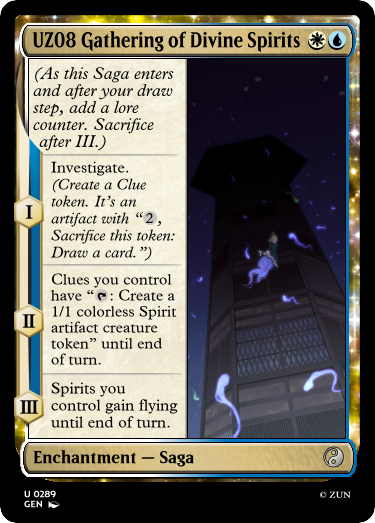 UZ08 Gathering of Divine Spirits
(As this Saga enters
and after your draw
step, add a lore
counter. Sacrifice
after III.)
I
Investigate.
(Create a Clue
token. It's an
artifact with “2,
Sacrifice this token:
Draw a card.”)
II
Clues you control
have “: Create a
1/1 colorless Spirit
artifact creature
token” until end
of turn.
III
Spirits you
control gain flying
until end of turn.
Enchantment — Saga
U 0289
GEN
© ZUN